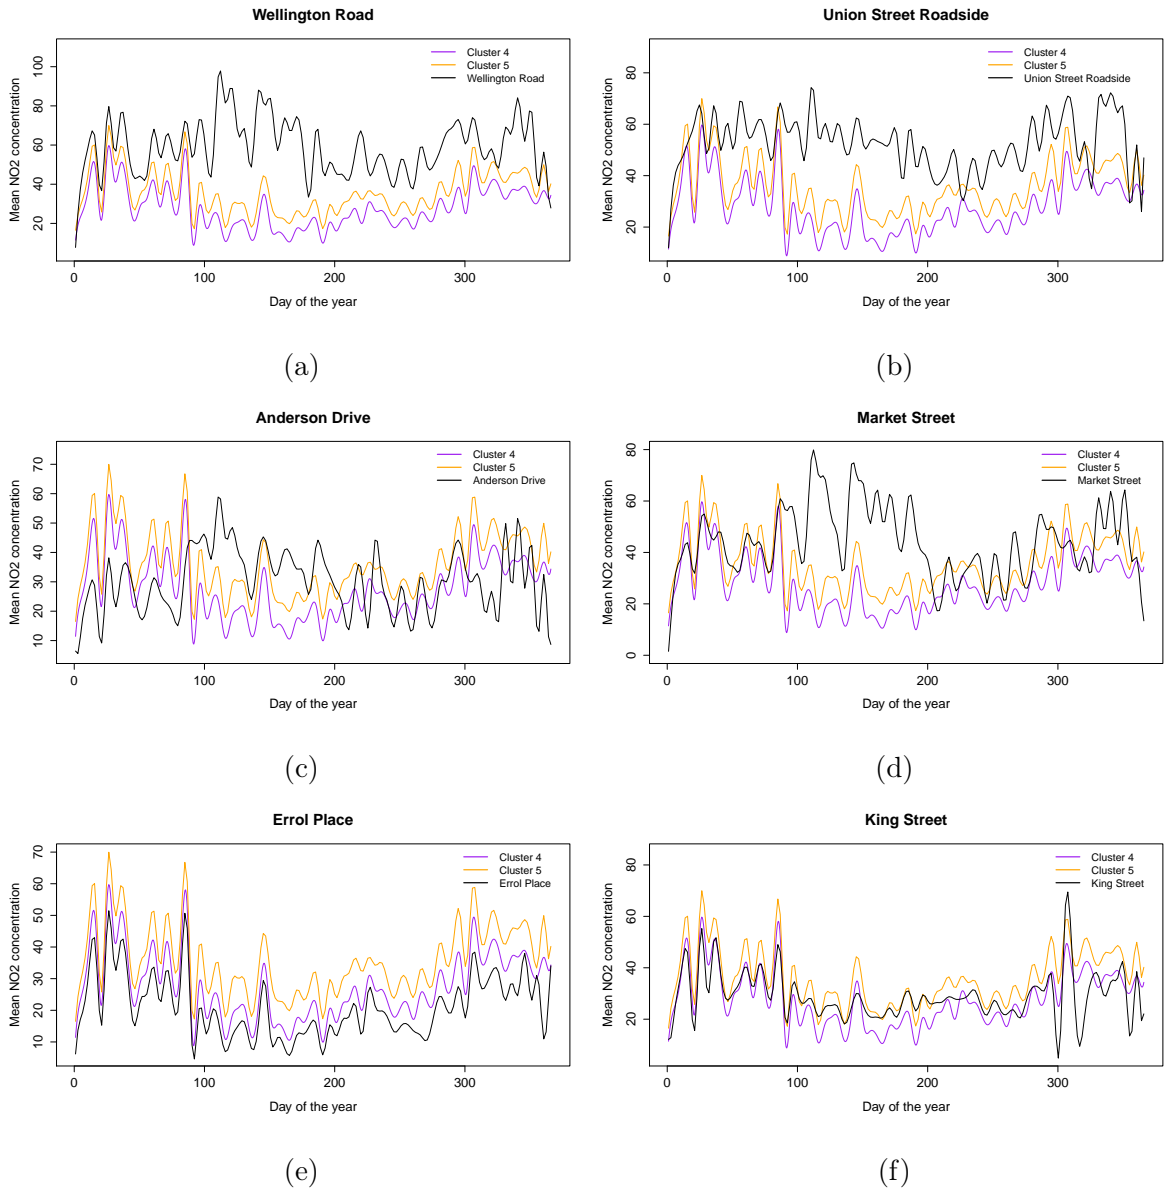 Wellington Road
Mean NO2 concentration
100
80
60
40
20
0
100
200
300
Day of the year
Cluster 4
Cluster 5
Wellington Road
(a)
Union Street Roadside
Mean NO2 concentration
80
60
40
20
0
100
200
300
Day of the year
Cluster 4
Cluster 5
Union Street Roadside
(b)
Anderson Drive
Mean NO2 concentration
70
60
50
40
30
20
10
0
100
200
300
Day of the year
Cluster 4
Cluster 5
Anderson Drive
(c)
Market Street
Mean NO2 concentration
80
60
40
20
0
0
100
200
300
Day of the year
Cluster 4
Cluster 5
Market Street
(d)
Errol Place
Mean NO2 concentration
70
60
50
40
30
20
10
0
100
200
300
Day of the year
Cluster 4
Cluster 5
Errol Place
(e)
King Street
Mean NO2 concentration
80
60
40
20
0
100
200
300
Day of the year
Cluster 4
Cluster 5
King Street
(f)